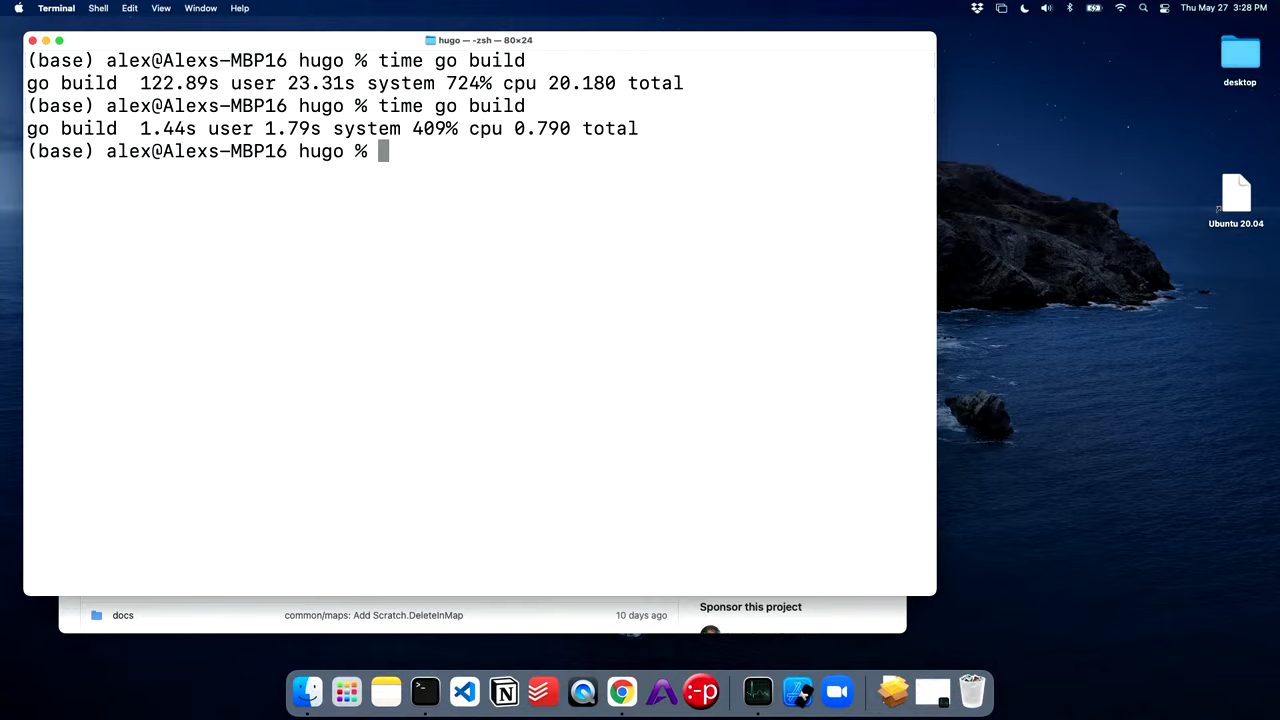 Terminal Shell Edit View Window Help Thu May 27 3:28 PM
hugo — -zsh — 80×24
(base) alex@Alexs-MBP16 hugo % time go build
go build  122.89s user 23.31s system 724% cpu 20.180 total
(base) alex@Alexs-MBP16 hugo % time go build
go build  1.44s user 1.79s system 409% cpu 0.790 total
(base) alex@Alexs-MBP16 hugo %
desktop
Ubuntu 20.04
docs common/maps: Add Scratch.DeleteInMap 10 days ago
Sponsor this project
:-p